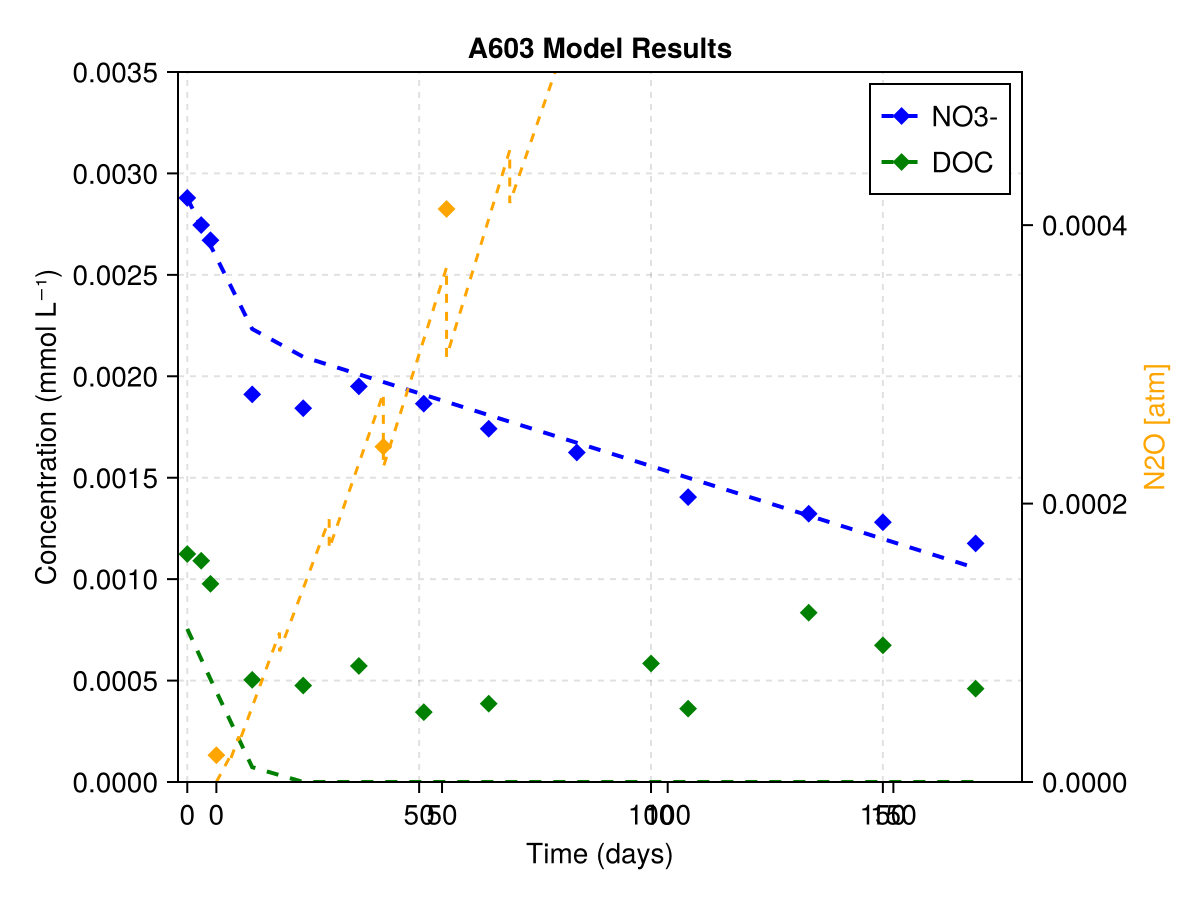 A603 Model Results
0.0035
0.0030
0.0025
0.0020
0.0015
0.0010
0.0005
0.0000
Concentration (mmol L⁻¹)
NO3-
DOC
0.0004
0.0002
0.0000
N2O [atm]
0 0 50 50 100 100 150 150
Time (days)